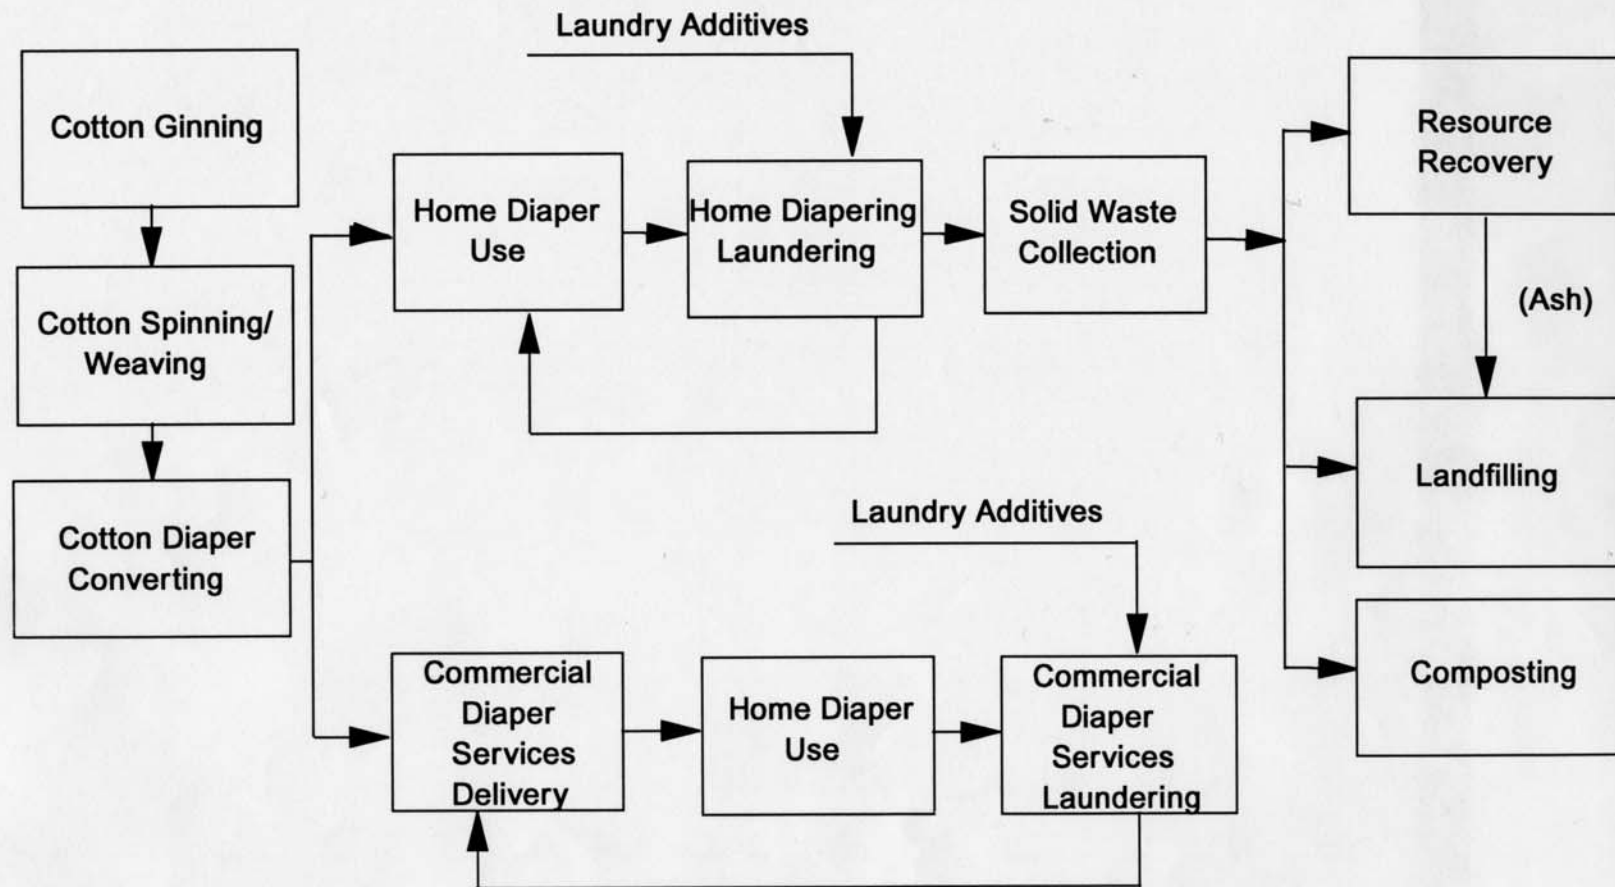 Laundry Additives
Cotton Ginning
Resource
Recovery
Home Diaper
Use
Home Diapering
Laundering
Solid Waste
Collection
(Ash)
Cotton Spinning/
Weaving
Landfilling
Laundry Additives
Cotton Diaper
Converting
Commercial
Diaper
Services
Delivery
Home Diaper
Use
Commercial
Diaper
Services
Laundering
Composting